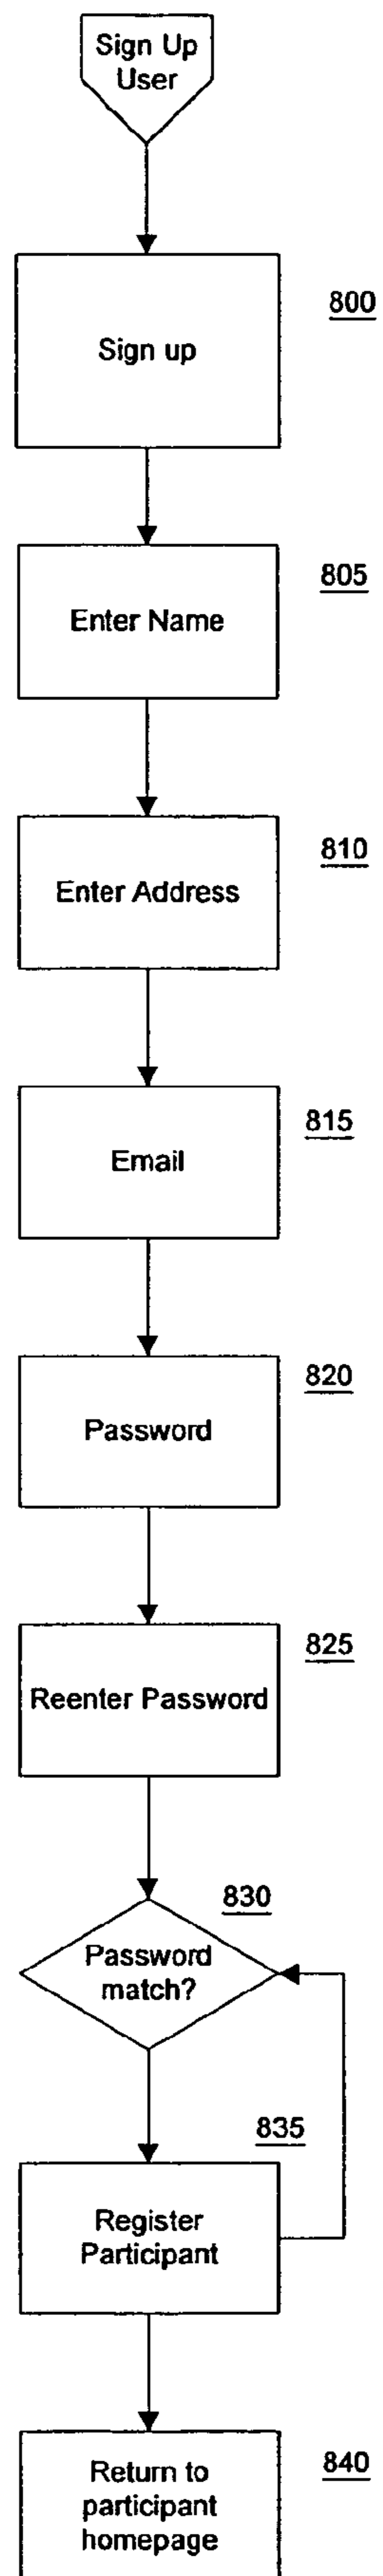 Sign Up
User
800
Sign up
805
Enter Name
810
Enter Address
815
Email
820
Password
825
Reenter Password
830
Password
match?
835
Register
Participant
840
Return to
participant
homepage